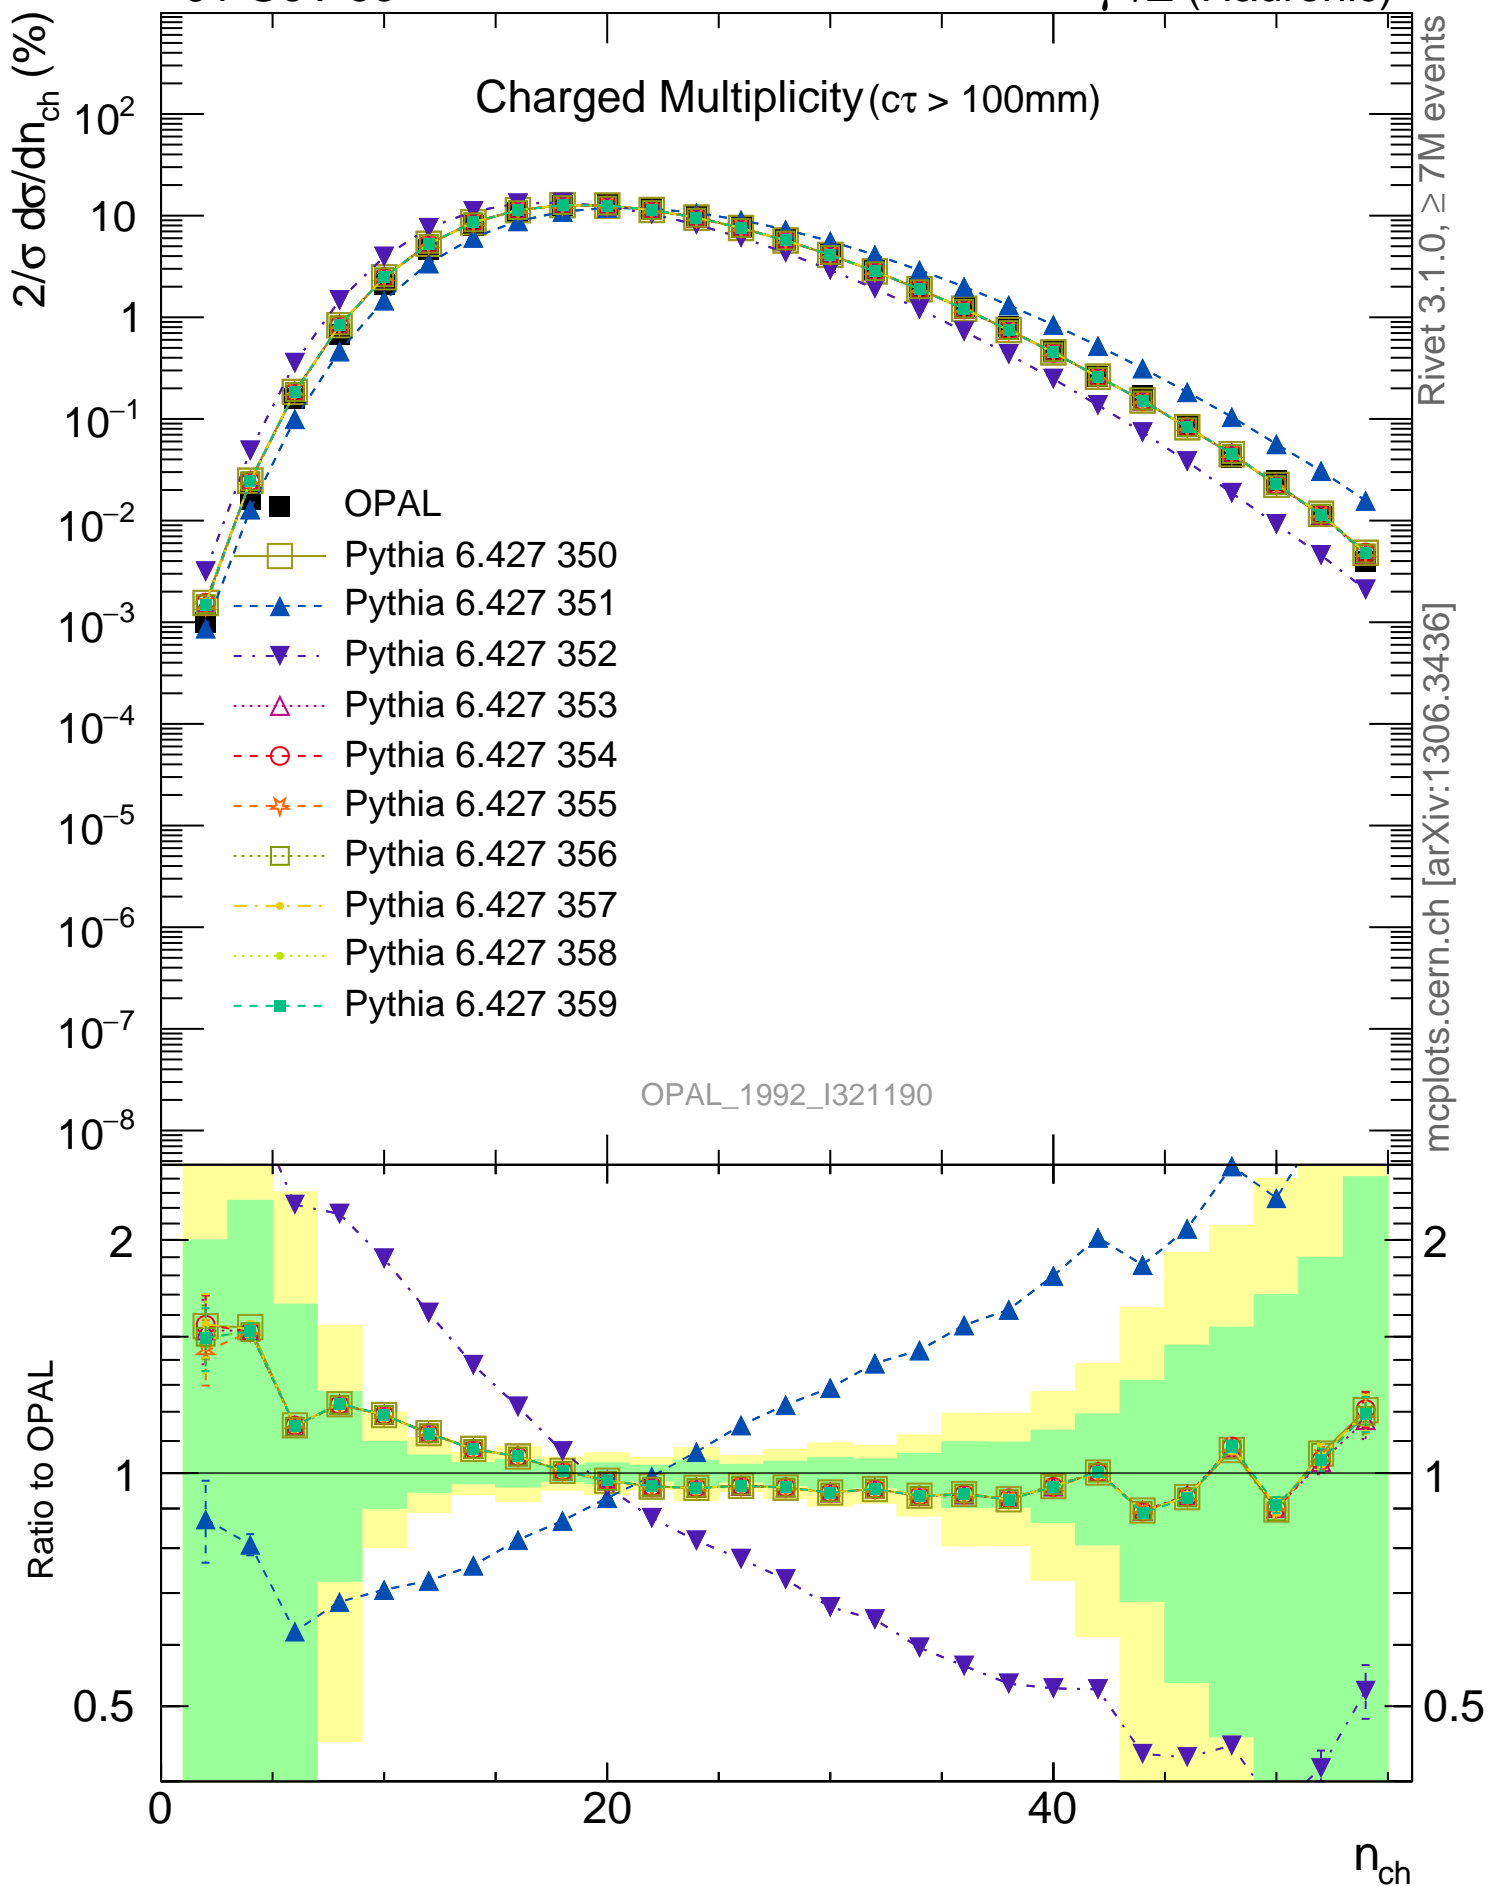 2/σ dσ/dn_ch (%)
Charged Multiplicity (cτ > 100mm)
10²
10
1
10⁻¹
10⁻²
10⁻³
10⁻⁴
10⁻⁵
10⁻⁶
10⁻⁷
10⁻⁸
OPAL
Pythia 6.427 350
Pythia 6.427 351
Pythia 6.427 352
Pythia 6.427 353
Pythia 6.427 354
Pythia 6.427 355
Pythia 6.427 356
Pythia 6.427 357
Pythia 6.427 358
Pythia 6.427 359
OPAL_1992_I321190
Rivet 3.1.0, ≥ 7M events
mcplots.cern.ch [arXiv:1306.3436]
Ratio to OPAL
2
1
0.5
2
1
0.5
0
20
40
n_ch